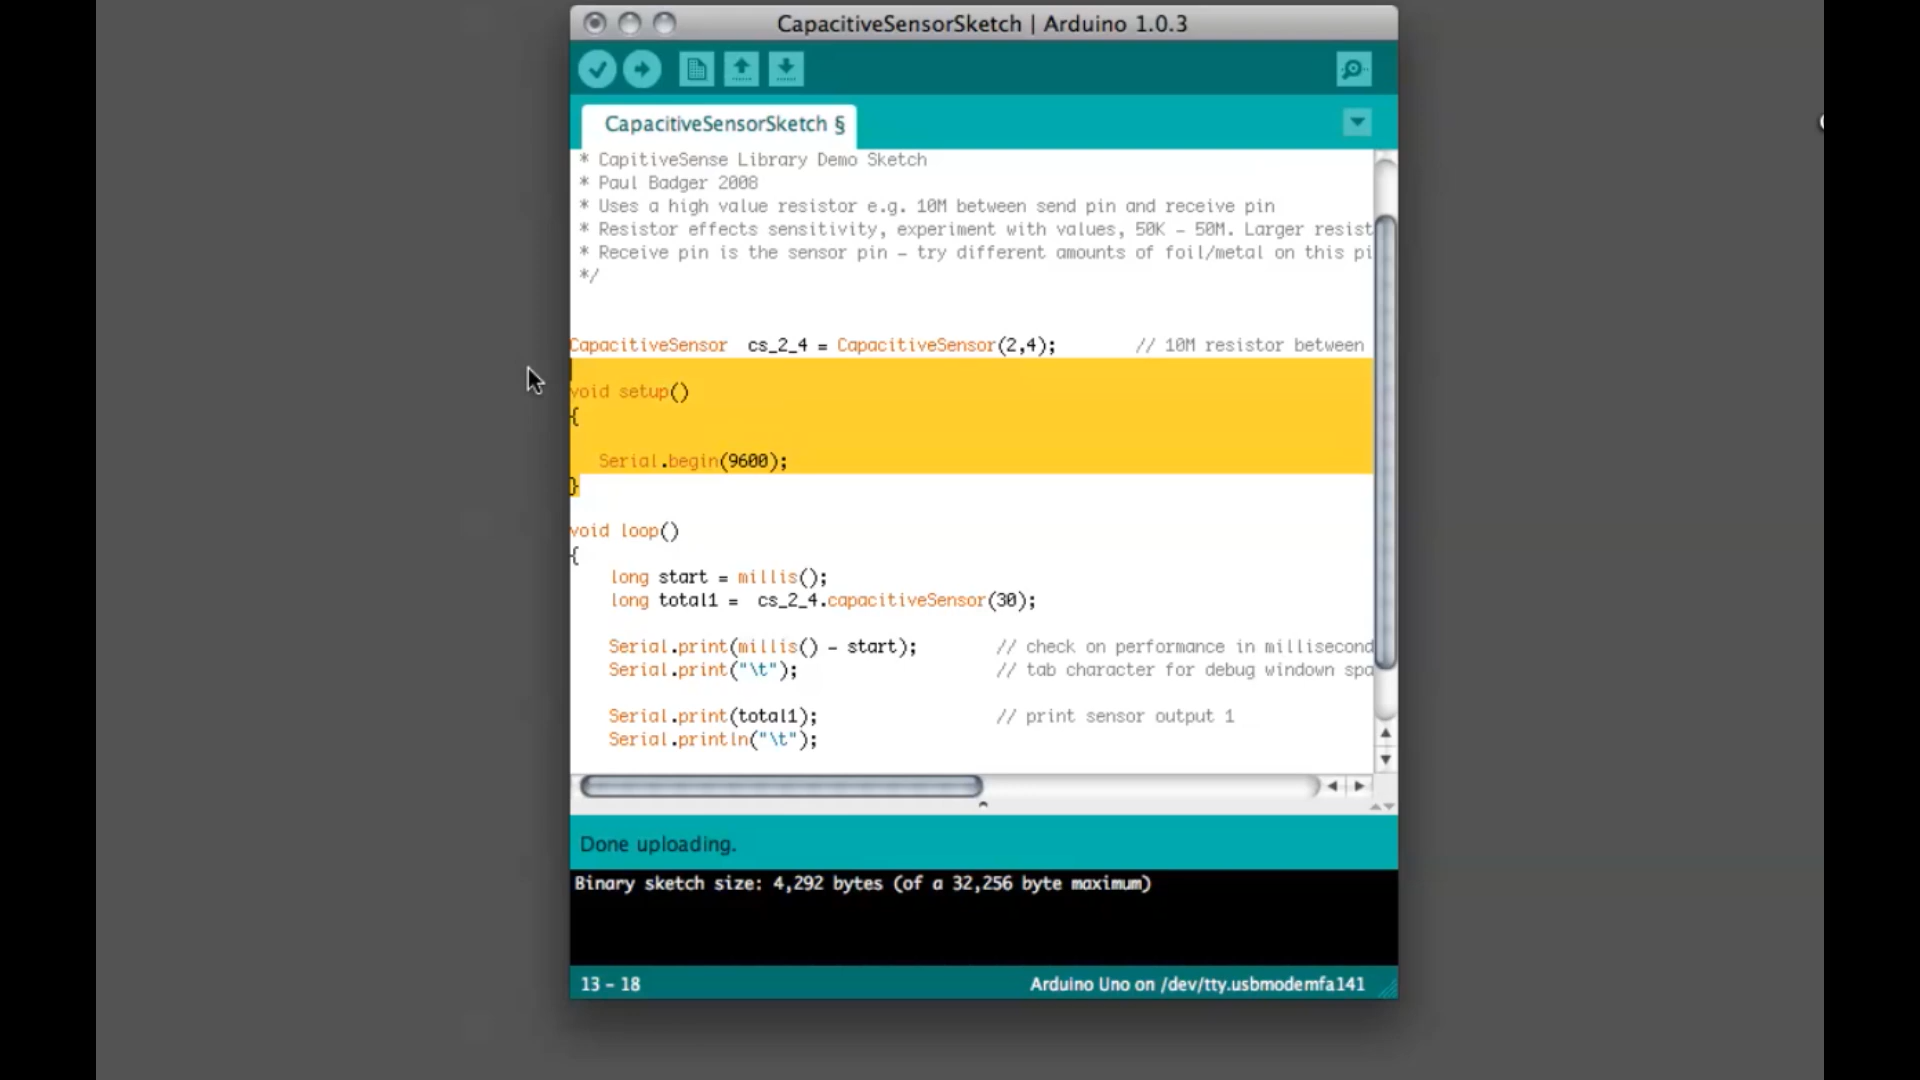 CapacitiveSensorSketch | Arduino 1.0.3
CapacitiveSensorSketch §
* CapitiveSense Library Demo Sketch
* Paul Badger 2008
* Uses a high value resistor e.g. 10M between send pin and receive pin
* Resistor effects sensitivity, experiment with values, 50K - 50M. Larger resist
* Receive pin is the sensor pin - try different amounts of foil/metal on this pi
*/
CapacitiveSensor  cs_2_4 = CapacitiveSensor(2,4);        // 10M resistor between
void setup()
{
   Serial.begin(9600);
}
void loop()
{
    long start = millis();
    long total1 =  cs_2_4.capacitiveSensor(30);
    Serial.print(millis() - start);        // check on performance in millisecond
    Serial.print("\t");                    // tab character for debug windown spa
    Serial.print(total1);                  // print sensor output 1
    Serial.println("\t");
Done uploading.
Binary sketch size: 4,292 bytes (of a 32,256 byte maximum)
13 - 18
Arduino Uno on /dev/tty.usbmodemfa141